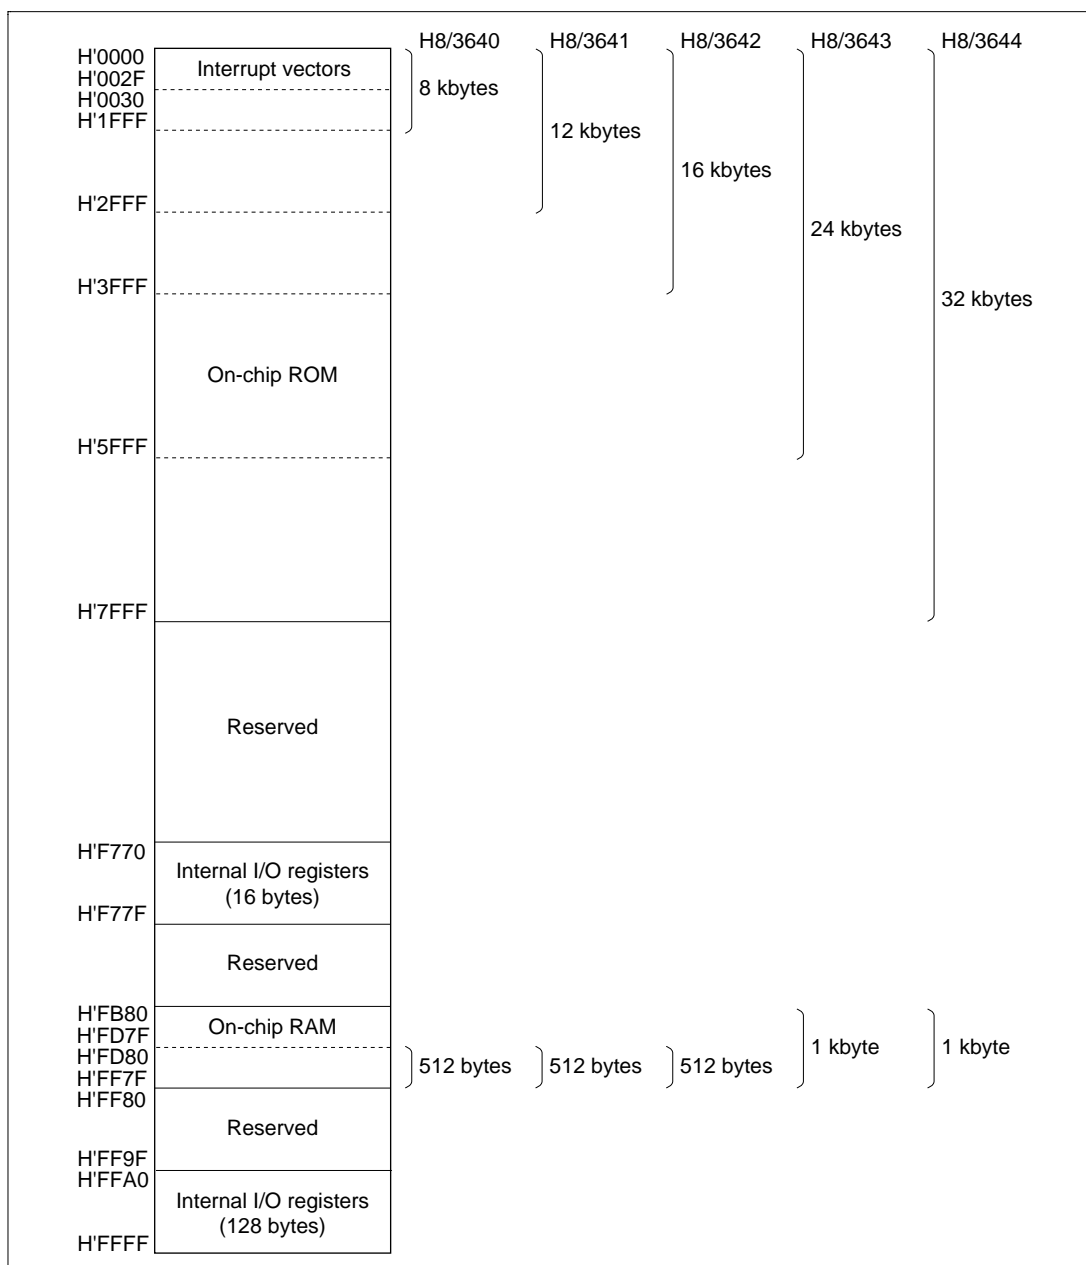 H8/3640 H8/3641 H8/3642 H8/3643 H8/3644
H'0000
Interrupt vectors
H'002F
8 kbytes
H'0030
H'1FFF
12 kbytes
16 kbytes
H'2FFF
24 kbytes
H'3FFF
32 kbytes
On-chip ROM
H'5FFF
H'7FFF
Reserved
H'F770
Internal I/O registers
(16 bytes)
H'F77F
Reserved
H'FB80
On-chip RAM
H'FD7F
1 kbyte 1 kbyte
H'FD80
512 bytes 512 bytes 512 bytes
H'FF7F
H'FF80
Reserved
H'FF9F
H'FFA0
Internal I/O registers
(128 bytes)
H'FFFF